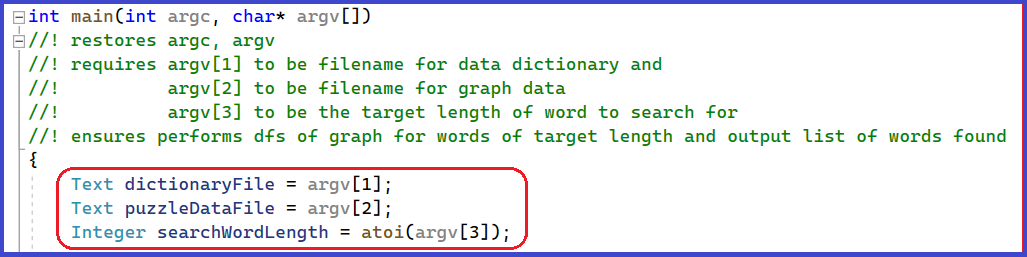 int main(int argc, char* argv[])
//! restores argc, argv
//! requires argv[1] to be filename for data dictionary and
//!          argv[2] to be filename for graph data
//!          argv[3] to be the target length of word to search for
//! ensures performs dfs of graph for words of target length and output list of words found
{
    Text dictionaryFile = argv[1];
    Text puzzleDataFile = argv[2];
    Integer searchWordLength = atoi(argv[3]);